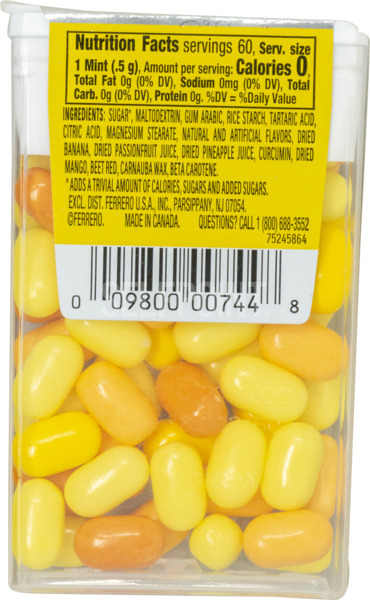 Nutrition Facts servings 60, Serv. size
1 Mint (.5 g), Amount per serving: Calories 0,
Total Fat 0g (0% DV), Sodium 0mg (0% DV), Total
Carb. 0g (0% DV), Protein 0g. %DV = %Daily Value
INGREDIENTS: SUGAR*, MALTODEXTRIN, GUM ARABIC, RICE STARCH, TARTARIC ACID,
CITRIC ACID, MAGNESIUM STEARATE, NATURAL AND ARTIFICIAL FLAVORS, DRIED
BANANA, DRIED PASSIONFRUIT JUICE, DRIED PINEAPPLE JUICE, CURCUMIN, DRIED
MANGO, BEET RED, CARNAUBA WAX, BETA CAROTENE.
* ADDS A TRIVIAL AMOUNT OF CALORIES, SUGARS AND ADDED SUGARS.
EXCL. DIST. FERRERO U.S.A., INC., PARSIPPANY, NJ 07054.
©FERRERO. MADE IN CANADA. QUESTIONS? CALL 1 (800) 688-3552
75245864
0 09800 00744 8